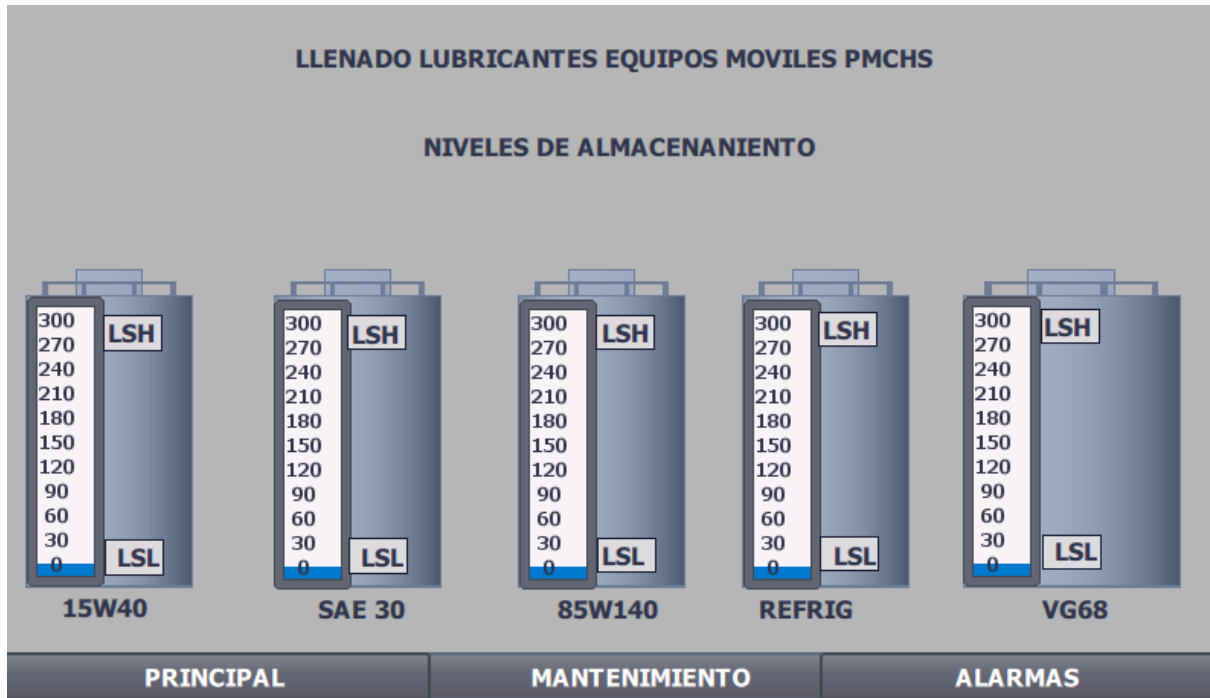 LLENADO LUBRICANTES EQUIPOS MOVILES PMCHS
NIVELES DE ALMACENANIENTO
300
270
240
210
180
150
120
90
60
30
0
LSH
LSL
15W40
300
270
240
210
180
150
120
90
60
30
0
LSH
LSL
SAE 30
300
270
240
210
180
150
120
90
60
30
0
LSH
LSL
85W140
300
270
240
210
180
150
120
90
60
30
0
LSH
LSL
REFRIG
300
270
240
210
180
150
120
90
60
30
0
LSH
LSL
VG68
PRINCIPAL
MANTENIMIENTO
ALARMAS